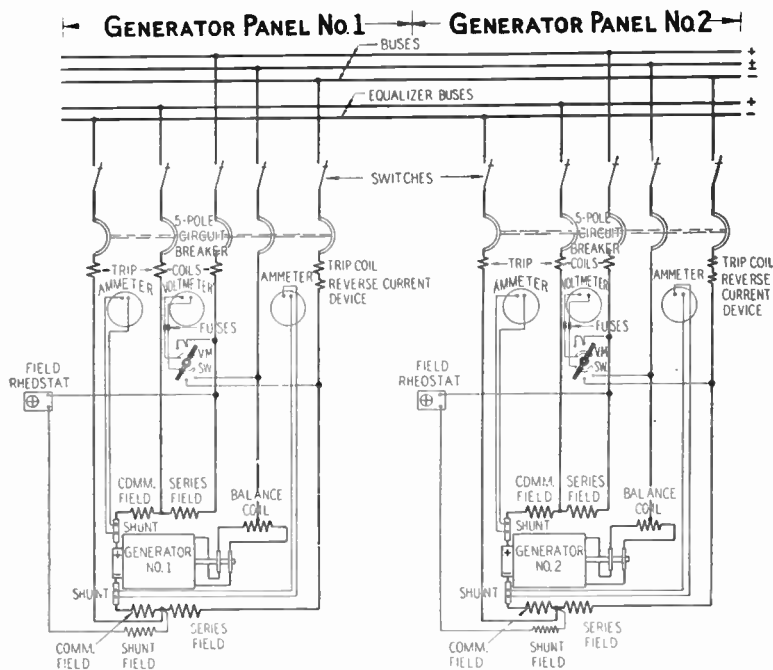 GENERATOR PANEL NO.1
GENERATOR PANEL NO.2
BUSES
+
±
−
EQUALIZER BUSES
+
−
SWITCHES
5-POLE
CIRCUIT
BREAKER
5-POLE
CIRCUIT
BREAKER
TRIP
COILS
AMMETER
VOLTMETER
AMMETER
TRIP COIL
REVERSE CURRENT
DEVICE
TRIP
COILS
AMMETER
VOLTMETER
AMMETER
TRIP COIL
REVERSE
CURRENT
DEVICE
FUSES
V.M.
SW.
FUSES
V.M.
SW.
FIELD
RHEOSTAT
FIELD
RHEOSTAT
COMM.
FIELD
SERIES
FIELD
BALANCE
COIL
COMM.
FIELD
SERIES
FIELD
BALANCE
COIL
SHUNT
+
GENERATOR
NO.1
SHUNT
SHUNT
+
GENERATOR
NO.2
SHUNT
COMM.
FIELD
SHUNT
FIELD
SERIES
FIELD
COMM.
FIELD
SHUNT
FIELD
SERIES
FIELD